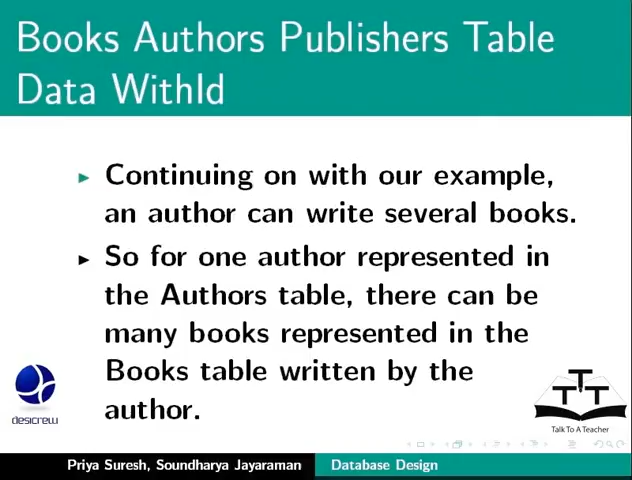 Books Authors Publishers Table
Data WithId
Continuing on with our example,
an author can write several books.
So for one author represented in
the Authors table, there can be
many books represented in the
Books table written by the
author.
desicrew
T T T
Talk To A Teacher
Priya Suresh, Soundharya Jayaraman Database Design